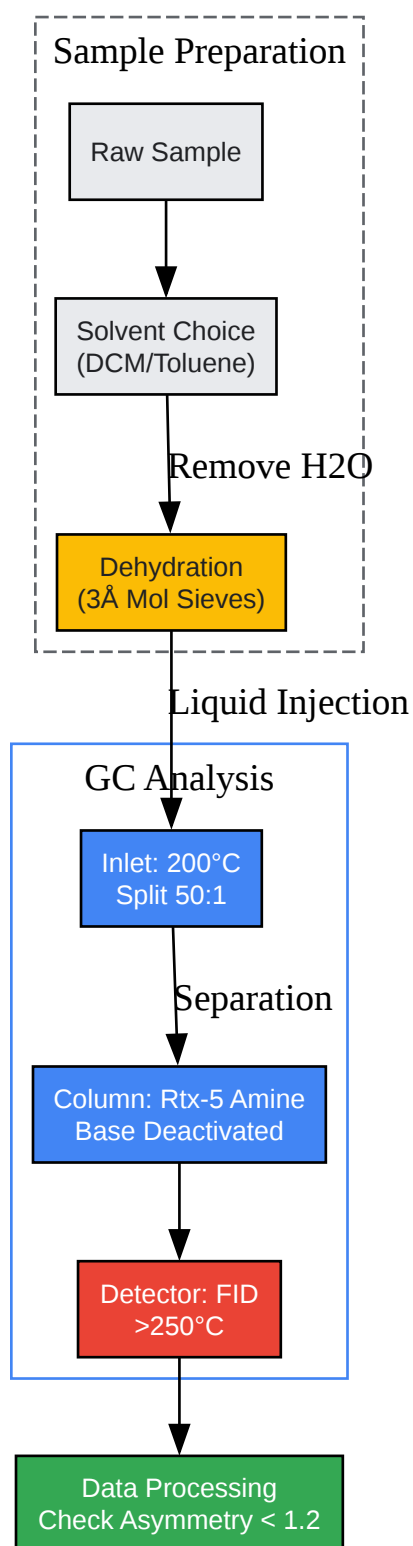 Sample Preparation
Raw Sample
Solvent Choice
(DCM/Toluene)
Remove H2O
Dehydration
(3Å Mol Sieves)
Liquid Injection
GC Analysis
Inlet: 200°C
Split 50:1
Separation
Column: Rtx-5 Amine
Base Deactivated
Detector: FID
>250°C
Data Processing
Check Asymmetry < 1.2